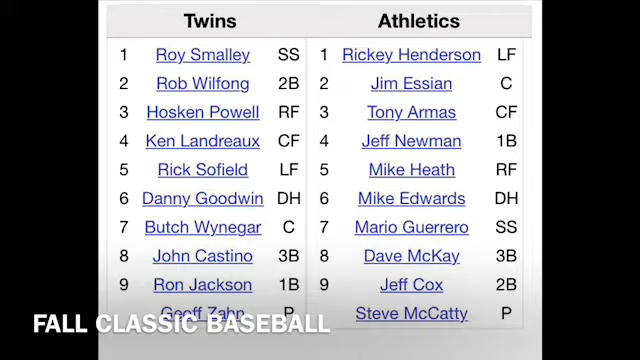 Twins Athletics
1 Roy Smalley SS 1 Rickey Henderson LF
2 Rob Wilfong 2B 2 Jim Essian C
3 Hosken Powell RF 3 Tony Armas CF
4 Ken Landreaux CF 4 Jeff Newman 1B
5 Rick Sofield LF 5 Mike Heath RF
6 Danny Goodwin DH 6 Mike Edwards DH
7 Butch Wynegar C 7 Mario Guerrero SS
8 John Castino 3B 8 Dave McKay 3B
9 Ron Jackson 1B 9 Jeff Cox 2B
Geoff Zahn P Steve McCatty P
FALL CLASSIC BASEBALL